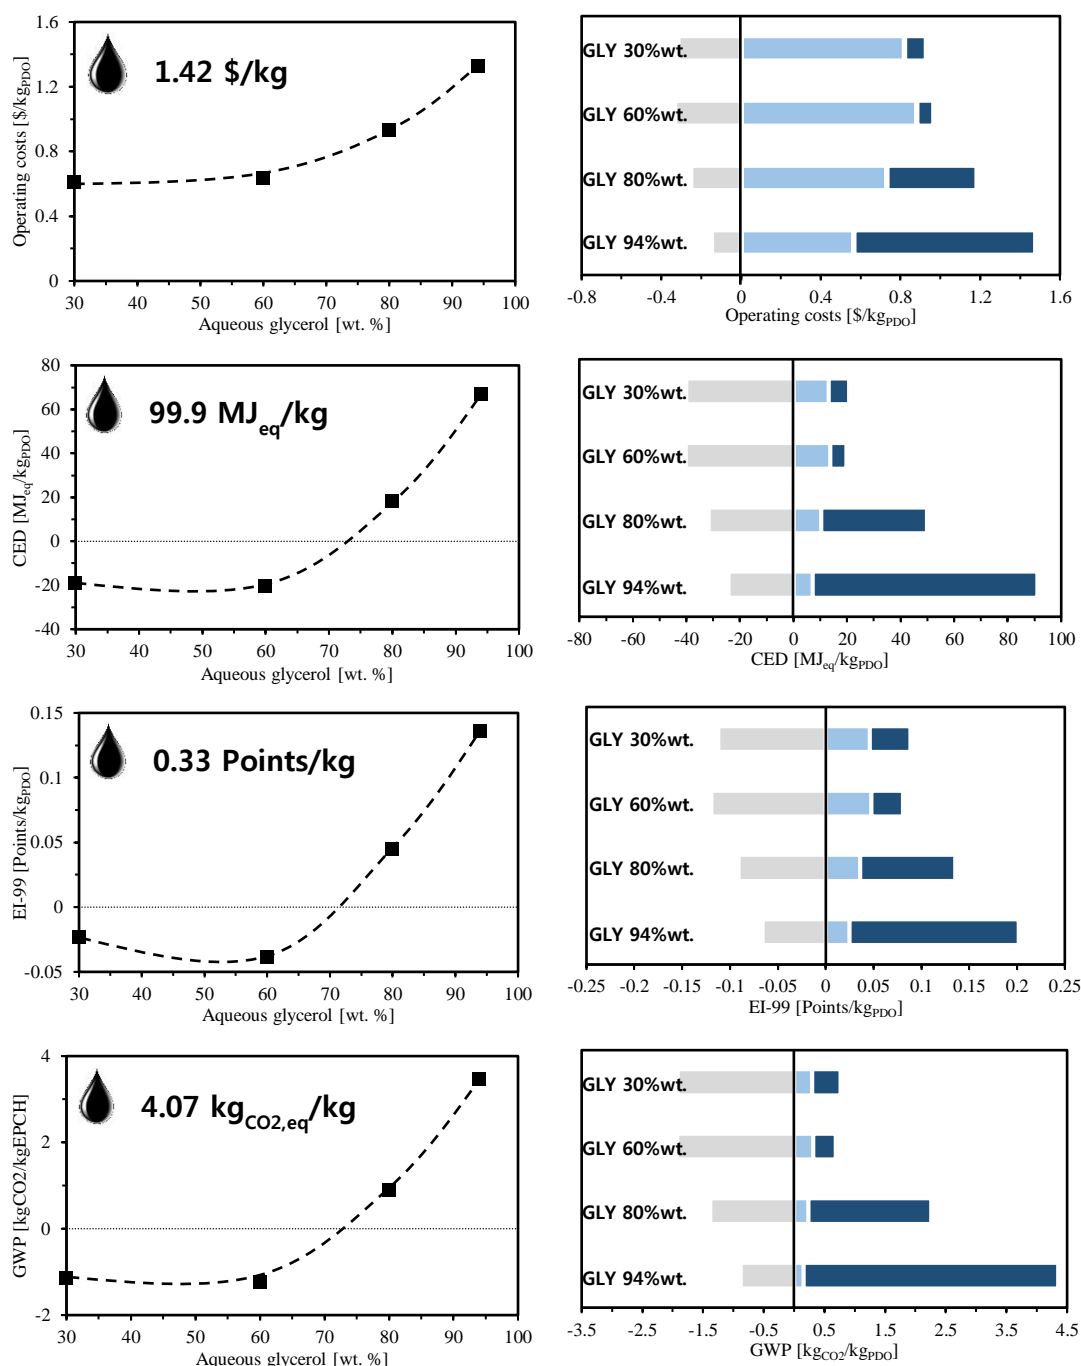 1.6
1.2
0.8
0.4
0
Operating costs [$/kgPDO]
1.42 $/kg
30 40 50 60 70 80 90 100
Aqueous glycerol [wt. %]
GLY 30%wt.
GLY 60%wt.
GLY 80%wt.
GLY 94%wt.
-0.8 -0.4 0 0.4 0.8 1.2 1.6
Operating costs [$/kgPDO]
80
60
40
20
0
-20
-40
CED [MJeq/kgPDO]
99.9 MJeq/kg
30 40 50 60 70 80 90 100
Aqueous glycerol [wt. %]
GLY 30%wt.
GLY 60%wt.
GLY 80%wt.
GLY 94%wt.
-80 -60 -40 -20 0 20 40 60 80 100
CED [MJeq/kgPDO]
0.15
0.1
0.05
0
-0.05
EI-99 [Points/kgPDO]
0.33 Points/kg
30 40 50 60 70 80 90 100
Aqueous glycerol [wt. %]
GLY 30%wt.
GLY 60%wt.
GLY 80%wt.
GLY 94%wt.
-0.25 -0.2 -0.15 -0.1 -0.05 0 0.05 0.1 0.15 0.2 0.25
EI-99 [Points/kgPDO]
4
2
0
-2
GWP [kgCO2/kgEPCH]
4.07 kgCO2,eq/kg
30 40 50 60 70 80 90 100
Aqueous glycerol [wt. %]
GLY 30%wt.
GLY 60%wt.
GLY 80%wt.
GLY 94%wt.
-3.5 -2.5 -1.5 -0.5 0.5 1.5 2.5 3.5 4.5
GWP [kgCO2/kgPDO]